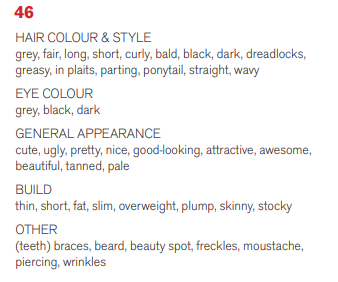 46
HAIR COLOUR & STYLE
grey, fair, long, short, curly, bald, black, dark, dreadlocks,
greasy, in plaits, parting, ponytail, straight, wavy
EYE COLOUR
grey, black, dark
GENERAL APPEARANCE
cute, ugly, pretty, nice, good-looking, attractive, awesome,
beautiful, tanned, pale
BUILD
thin, short, fat, slim, overweight, plump, skinny, stocky
OTHER
(teeth) braces, beard, beauty spot, freckles, moustache,
piercing, wrinkles